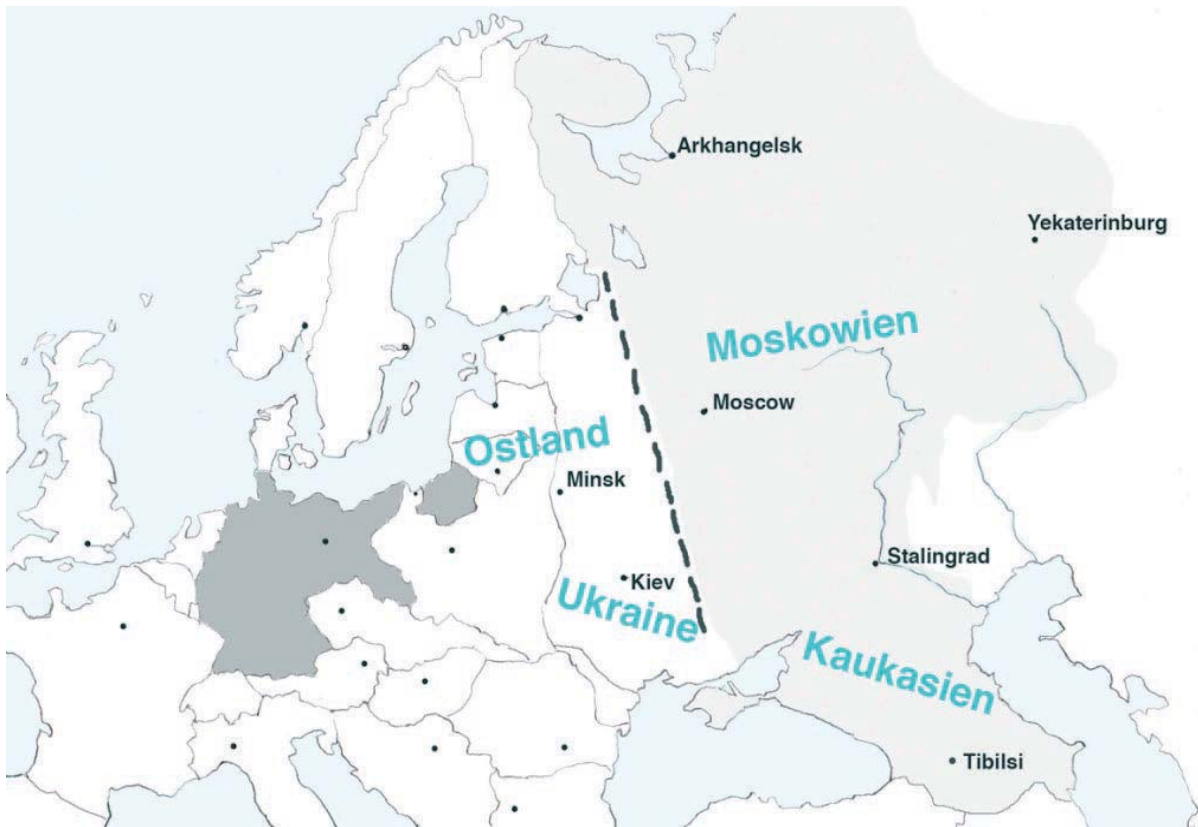 Arkhangelsk
Yekaterinburg
Moskowien
Moscow
Ostland
Minsk
Stalingrad
Kiev
Ukraine
Kaukasien
Tibilsi